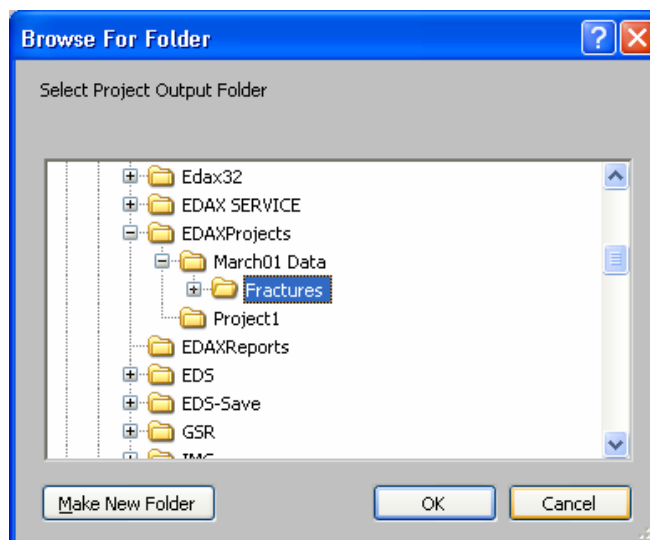 Browse For Folder
Select Project Output Folder
Edax32
EDAX SERVICE
EDAXProjects
March01 Data
Fractures
Project1
EDAXReports
EDS
EDS-Save
GSR
Make New Folder OK Cancel